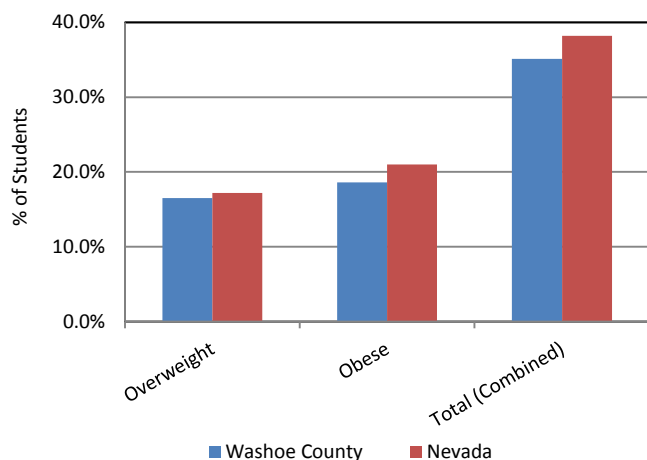 40.0%
30.0%
20.0%
10.0%
0.0%
% of Students
Overweight
Obese
Total (Combined)
Washoe County
Nevada